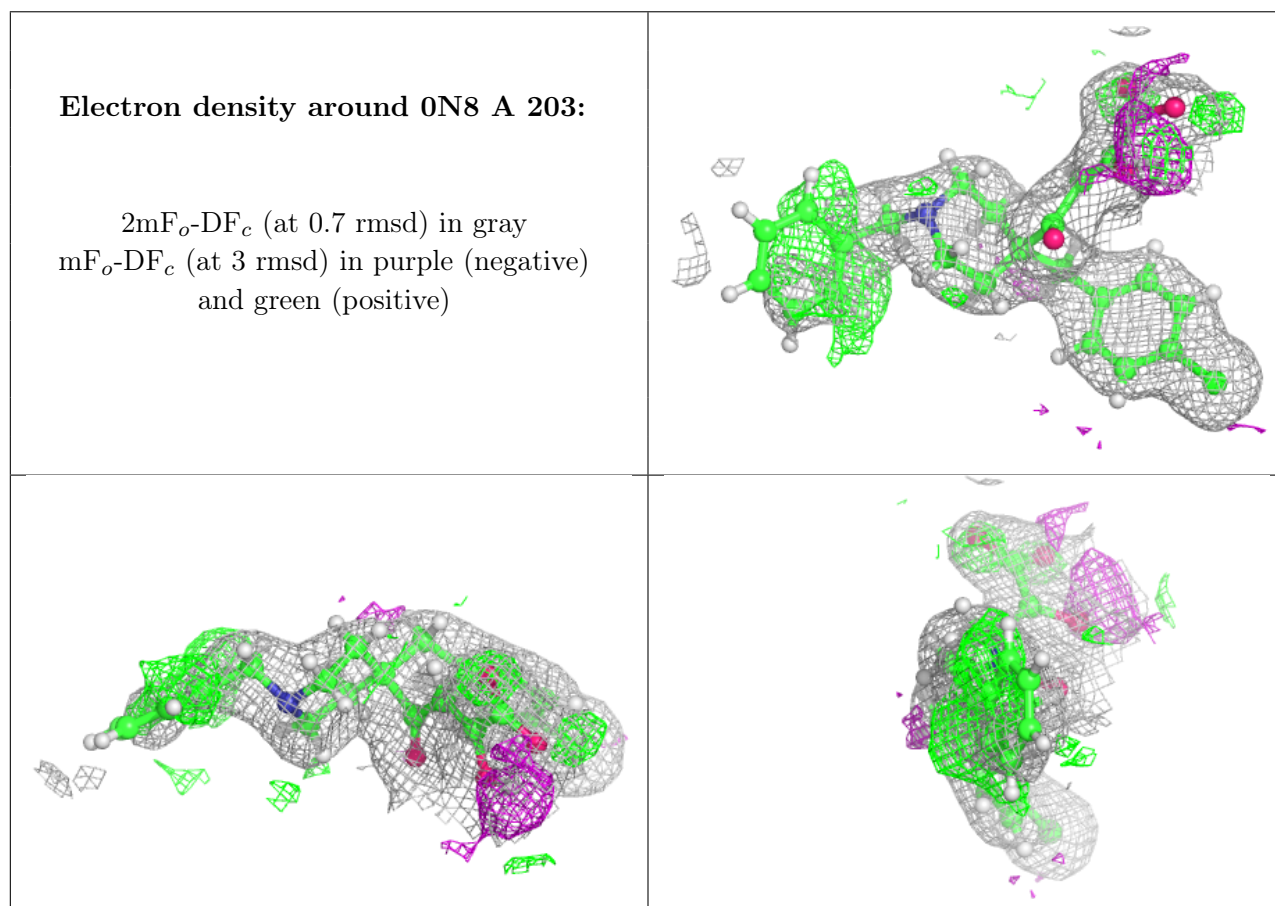 Electron density around 0N8 A 203:
2mFo-DFc (at 0.7 rmsd) in gray
mFo-DFc (at 3 rmsd) in purple (negative)
and green (positive)